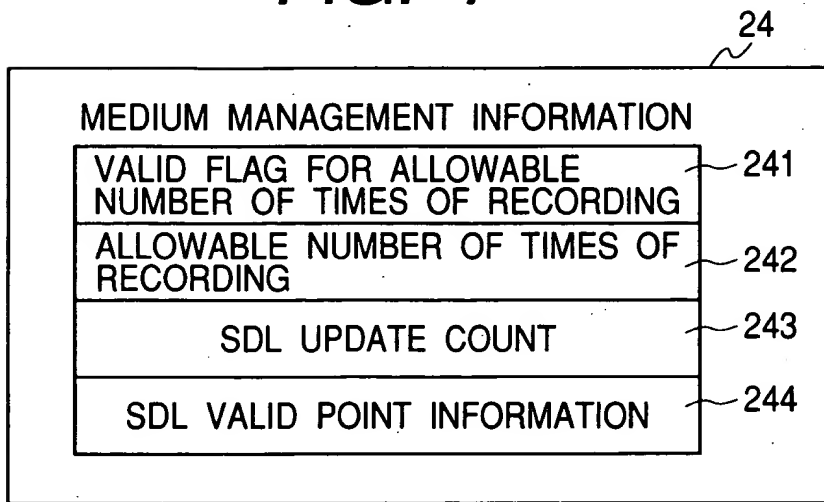 24
MEDIUM MANAGEMENT INFORMATION
VALID FLAG FOR ALLOWABLE
NUMBER OF TIMES OF RECORDING
241
ALLOWABLE NUMBER OF TIMES OF
RECORDING
242
SDL UPDATE COUNT
243
SDL VALID POINT INFORMATION
244